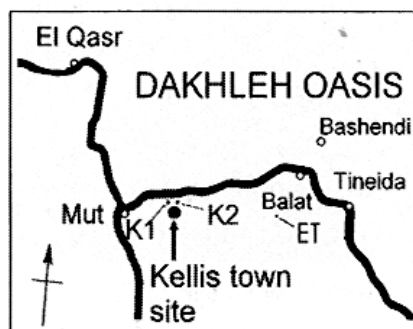 El Qasr
DAKHLEH OASIS
Bashendi
Tineida
Balat
Mut
K1
K2
ET
Kellis town
site